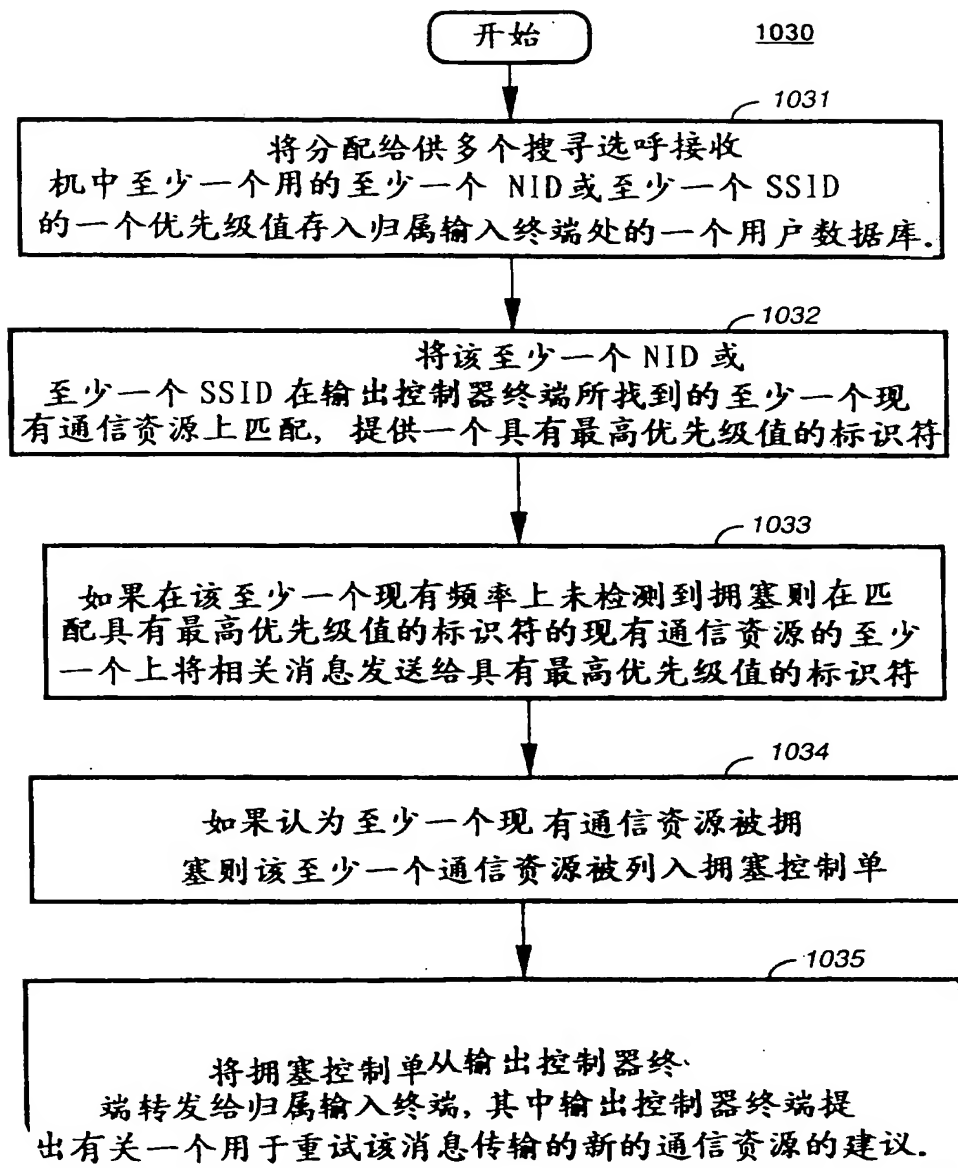 开始
1030
1031
将分配给供多个搜寻选呼接收
机中至少一个用的至少一个 NID或至少一个 SSID
的一个优先级值存入归属输入终端处的一个用户数据库.
1032
将该至少一个 NID 或
至少一个 SSID 在输出控制器终端所找到的至少一个现
有通信资源上匹配, 提供一个具有最高优先级值的标识符
1033
如果在该至少一个现有频率上未检测到拥塞则在匹
配具有最高优先级值的标识符的现有通信资源的至少
一个上将相关消息发送给具有最高优先级值的标识符
1034
如果认为至少一个现有通信资源被拥
塞则该至少一个通信资源被列入拥塞控制单
1035
将拥塞控制单从输出控制器终
端转发给归属输入终端, 其中输出控制器终端提
出有关一个用于重试该消息传输的新的通信资源的建议.